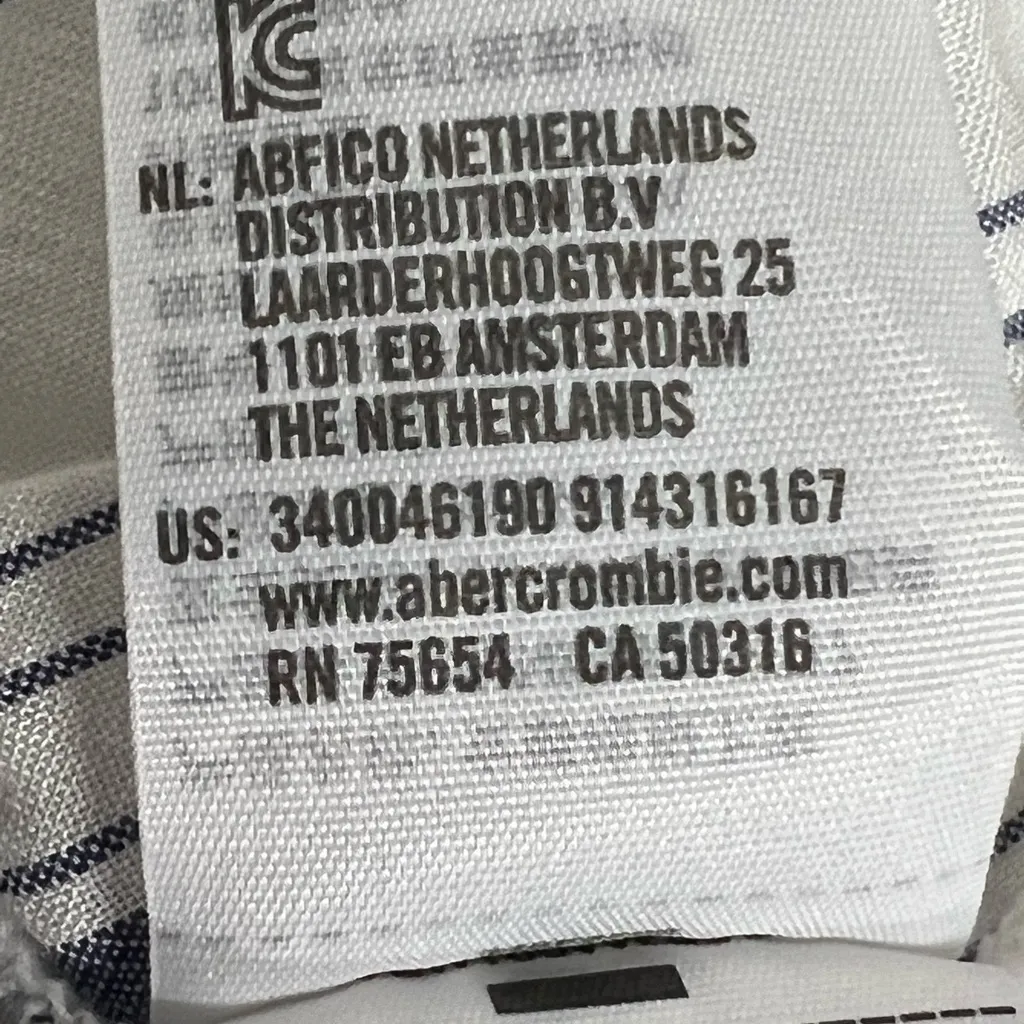 KC
NL: ABFICO NETHERLANDS
DISTRIBUTION B.V
LAARDERHOOGTWEG 25
1101 EB AMSTERDAM
THE NETHERLANDS
US: 340046190 914316167
www.abercrombie.com
RN 75654 CA 50316